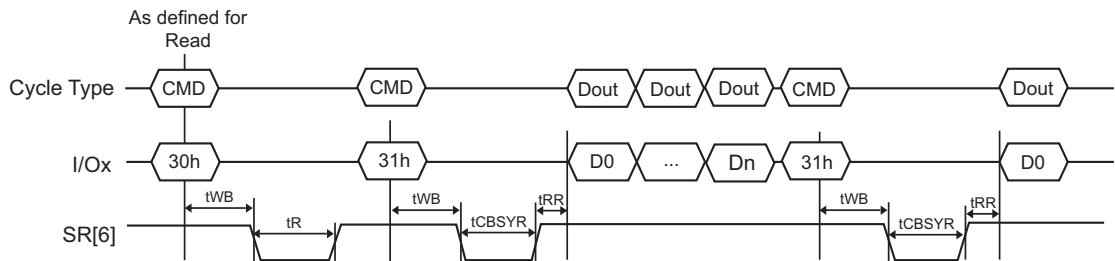 As defined for
Read
Cycle Type CMD CMD Dout Dout Dout CMD Dout
I/Ox 30h 31h D0 ... Dn 31h D0
tWB tWB tRR tWB tRR
tR tCBSYR tCBSYR
SR[6]